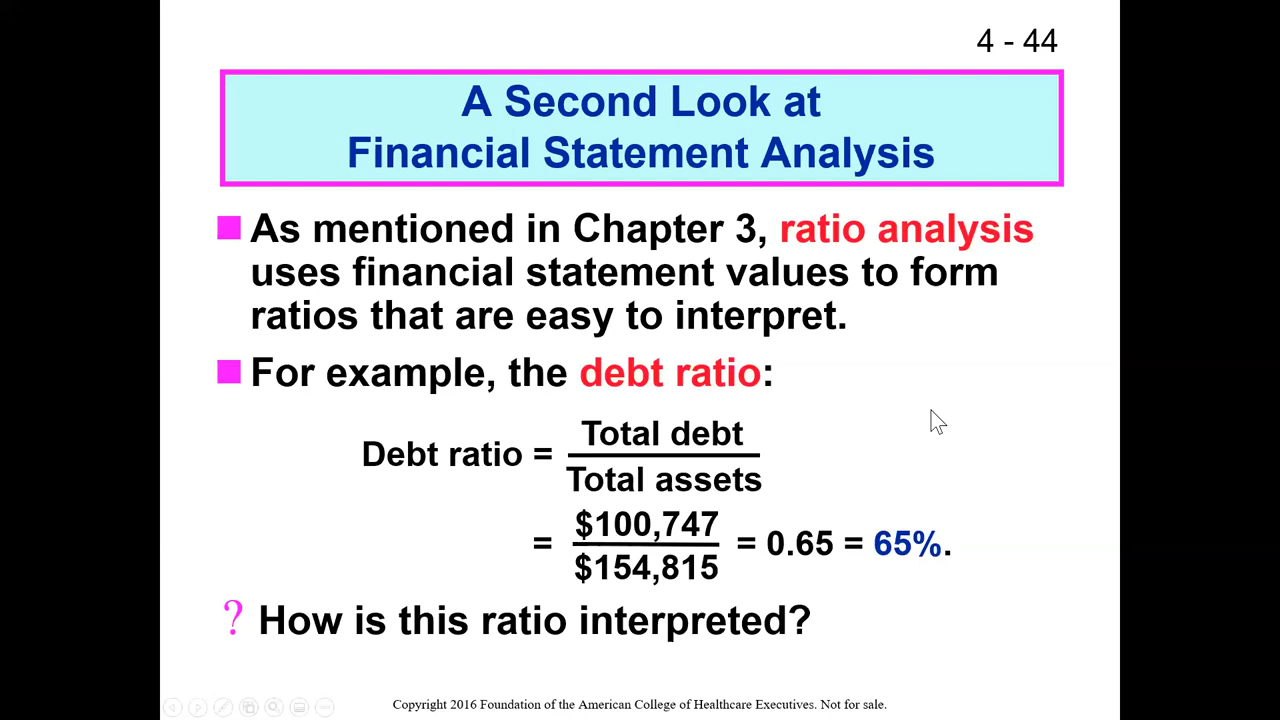 4 - 44
A Second Look at
Financial Statement Analysis
As mentioned in Chapter 3, ratio analysis
uses financial statement values to form
ratios that are easy to interpret.
For example, the debt ratio:
Debt ratio = Total debt
Total assets
= $100,747 = 0.65 = 65%.
$154,815
? How is this ratio interpreted?
Copyright 2016 Foundation of the American College of Healthcare Executives. Not for sale.